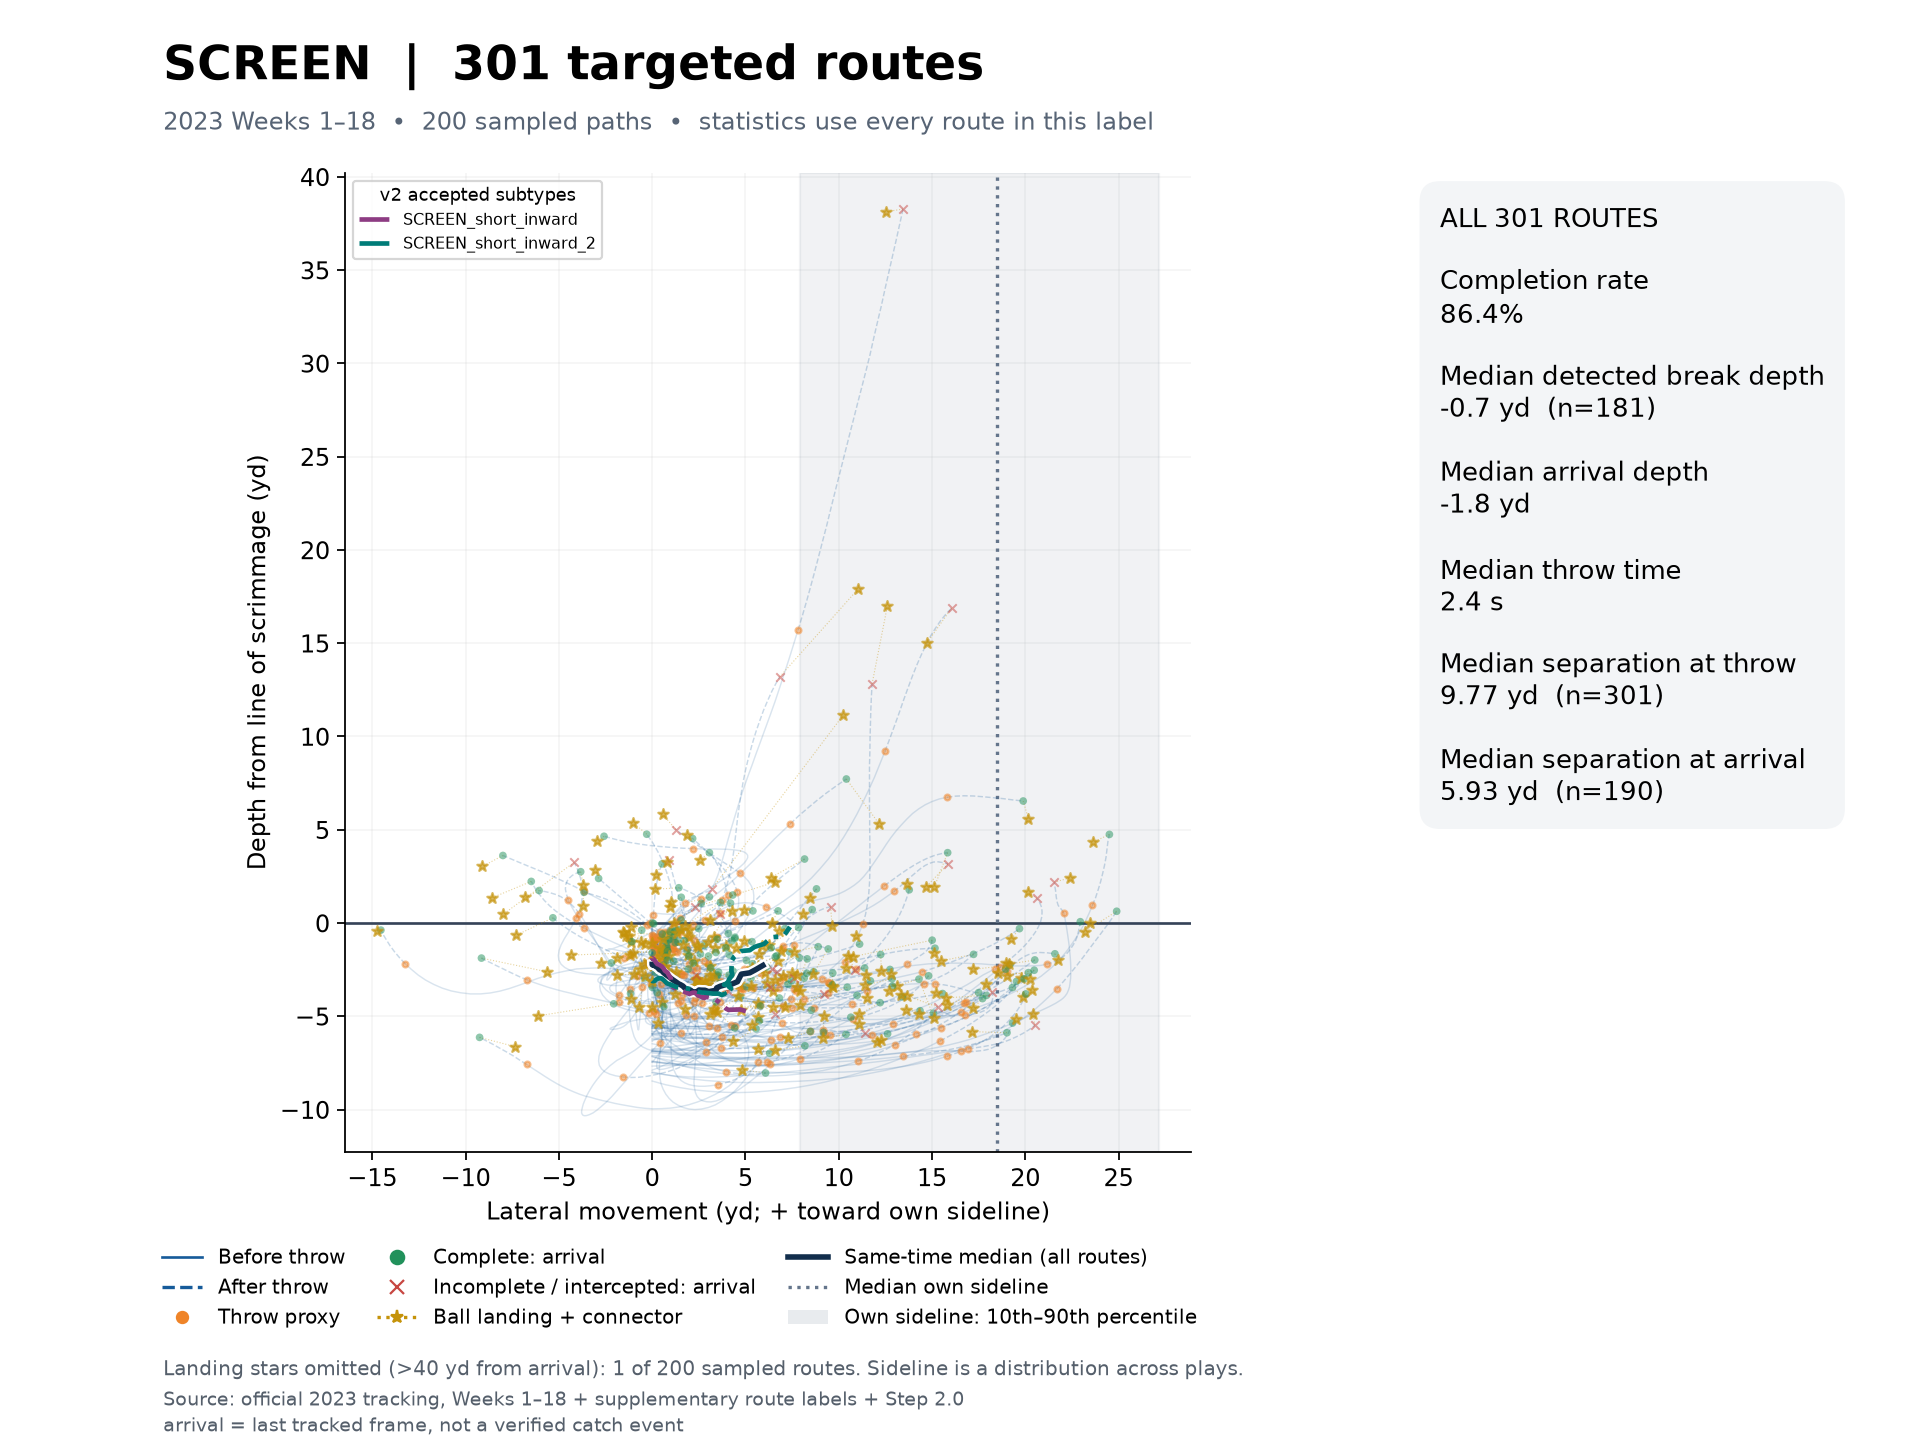 SCREEN | 301 targeted routes
2023 Weeks 1–18 • 200 sampled paths • statistics use every route in this label
v2 accepted subtypes
SCREEN_short_inward
SCREEN_short_inward_2
Depth from line of scrimmage (yd)
40
35
30
25
20
15
10
5
0
−5
−10
−15
−10
−5
0
5
10
15
20
25
Lateral movement (yd; + toward own sideline)
ALL 301 ROUTES
Completion rate
86.4%
Median detected break depth
-0.7 yd (n=181)
Median arrival depth
-1.8 yd
Median throw time
2.4 s
Median separation at throw
9.77 yd (n=301)
Median separation at arrival
5.93 yd (n=190)
Before throw
After throw
Throw proxy
Complete: arrival
Incomplete / intercepted: arrival
Ball landing + connector
Same-time median (all routes)
Median own sideline
Own sideline: 10th–90th percentile
Landing stars omitted (>40 yd from arrival): 1 of 200 sampled routes. Sideline is a distribution across plays.
Source: official 2023 tracking, Weeks 1–18 + supplementary route labels + Step 2.0
arrival = last tracked frame, not a verified catch event